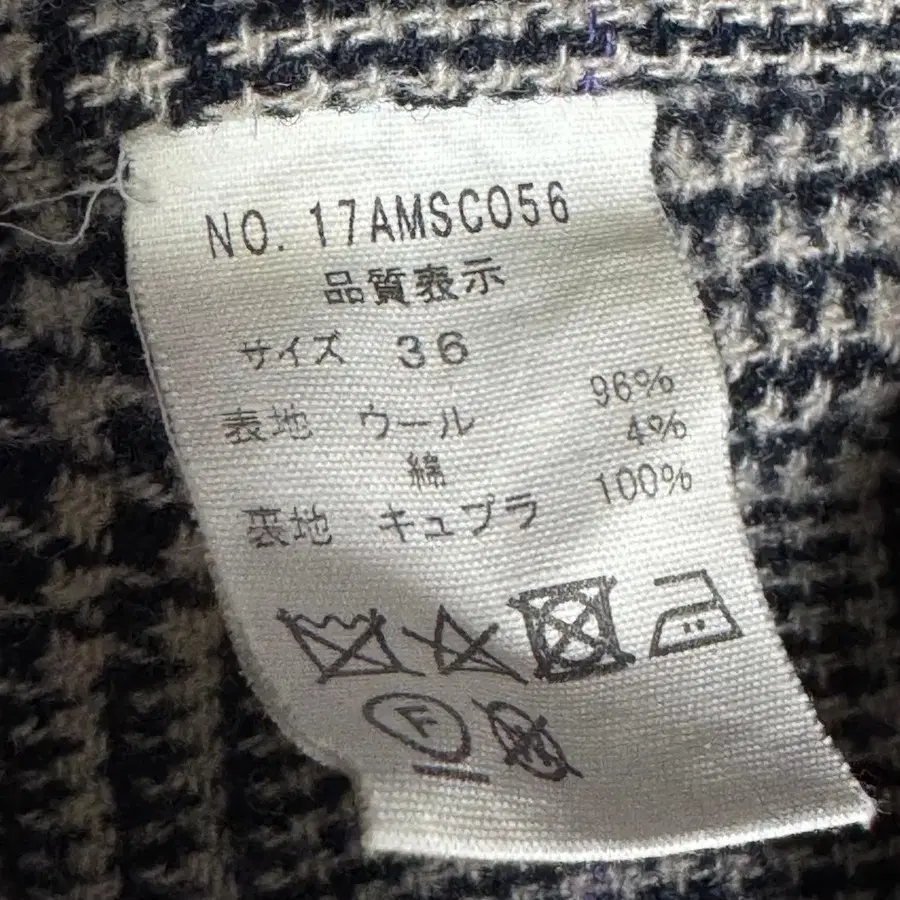 NO. 17AMSCO56
品質表示
サイズ 36
表地 ウール 96%
綿 4%
裏地 キュプラ 100%
F
W